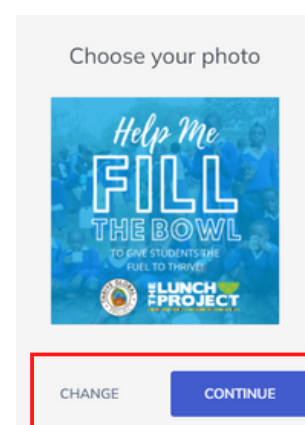 Choose your photo
Help Me
FILL
THE BOWL
TO GIVE STUDENTS THE
FUEL TO THRIVE!
THE LUNCH
PROJECT
CHANGE
CONTINUE